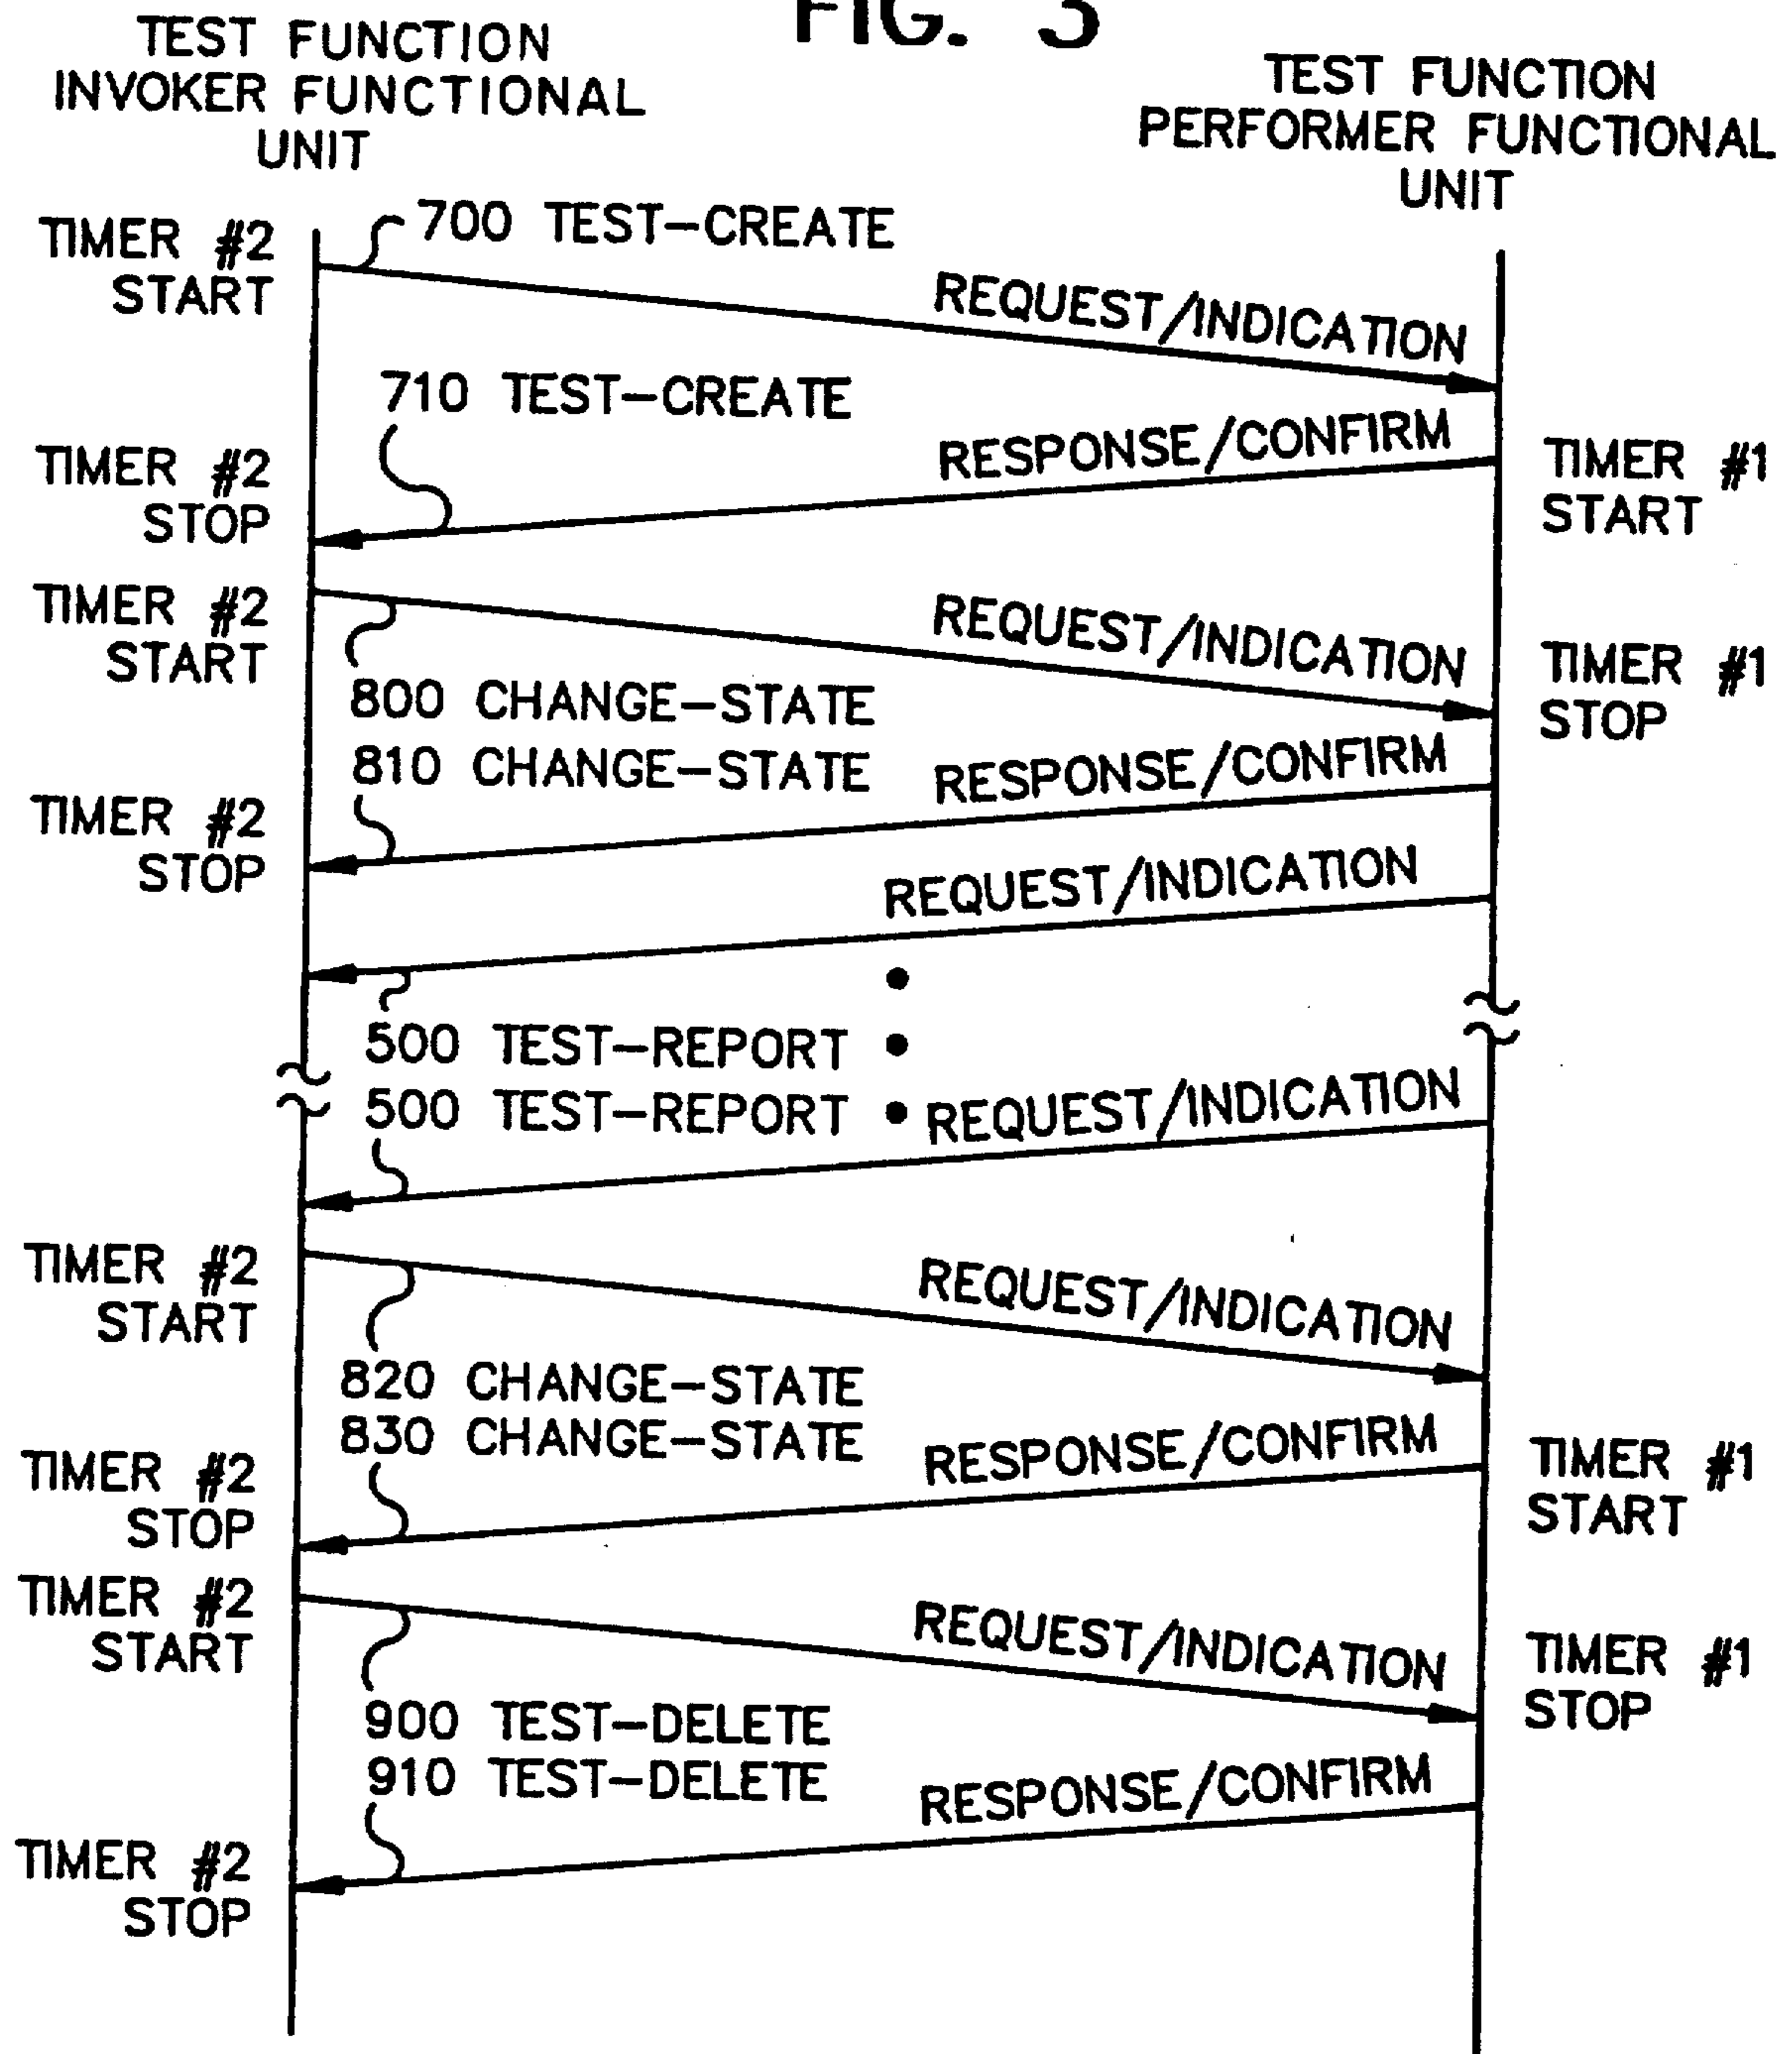 FIG. 3
TEST FUNCTION
INVOKER FUNCTIONAL
UNIT
TEST FUNCTION
PERFORMER FUNCTIONAL
UNIT
TIMER #2
START
700 TEST-CREATE
REQUEST/INDICATION
710 TEST-CREATE
RESPONSE/CONFIRM
TIMER #2
STOP
TIMER #1
START
TIMER #2
START
REQUEST/INDICATION
TIMER #1
STOP
800 CHANGE-STATE
810 CHANGE-STATE
RESPONSE/CONFIRM
TIMER #2
STOP
REQUEST/INDICATION
500 TEST-REPORT
500 TEST-REPORT
REQUEST/INDICATION
TIMER #2
START
REQUEST/INDICATION
820 CHANGE-STATE
830 CHANGE-STATE
RESPONSE/CONFIRM
TIMER #2
STOP
TIMER #1
START
TIMER #2
START
REQUEST/INDICATION
TIMER #1
STOP
900 TEST-DELETE
910 TEST-DELETE
RESPONSE/CONFIRM
TIMER #2
STOP